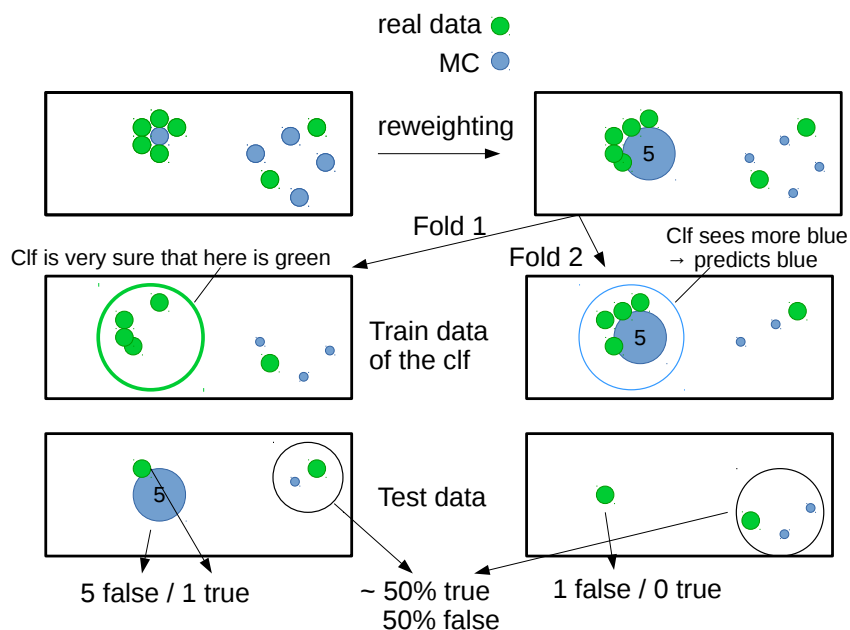 real data
MC
reweighting
5
Fold 1
Clf sees more blue
→ predicts blue
Clf is very sure that here is green
Fold 2
Train data
of the clf
5
5
Test data
5 false / 1 true
~ 50% true
50% false
1 false / 0 true